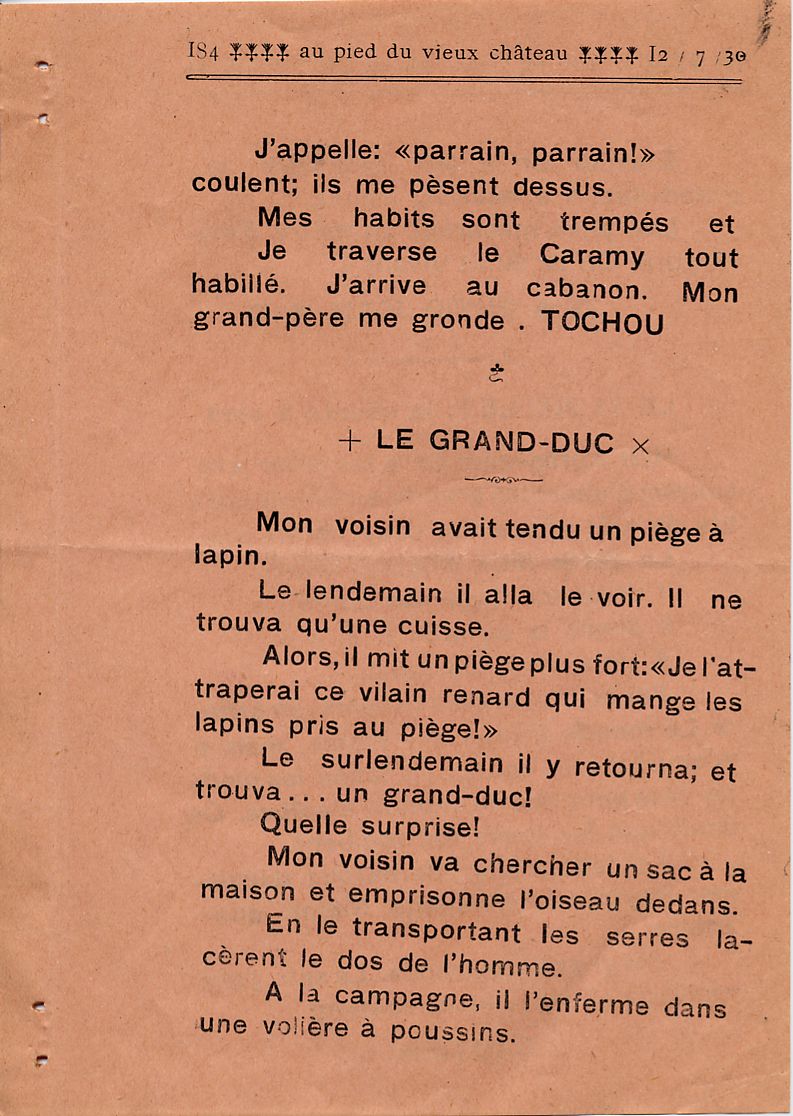 184 au pied du vieux château 12 / 7 /30
J'appelle: «parrain, parrain!»
coulent; ils me pèsent dessus.
Mes habits sont trempés et
Je traverse le Caramy tout
habillé. J'arrive au cabanon. Mon
grand-père me gronde . TOCHOU
+ LE GRAND-DUC ×
Mon voisin avait tendu un piège à
lapin.
Le lendemain il alla le voir. Il ne
trouva qu'une cuisse.
Alors, il mit un piège plus fort: «Je l'at-
traperai ce vilain renard qui mange les
lapins pris au piège!»
Le surlendemain il y retourna; et
trouva... un grand-duc!
Quelle surprise!
Mon voisin va chercher un sac à la
maison et emprisonne l'oiseau dedans.
En le transportant les serres la-
cèrent le dos de l'homme.
A la campagne, il l'enferme dans
une volière à poussins.